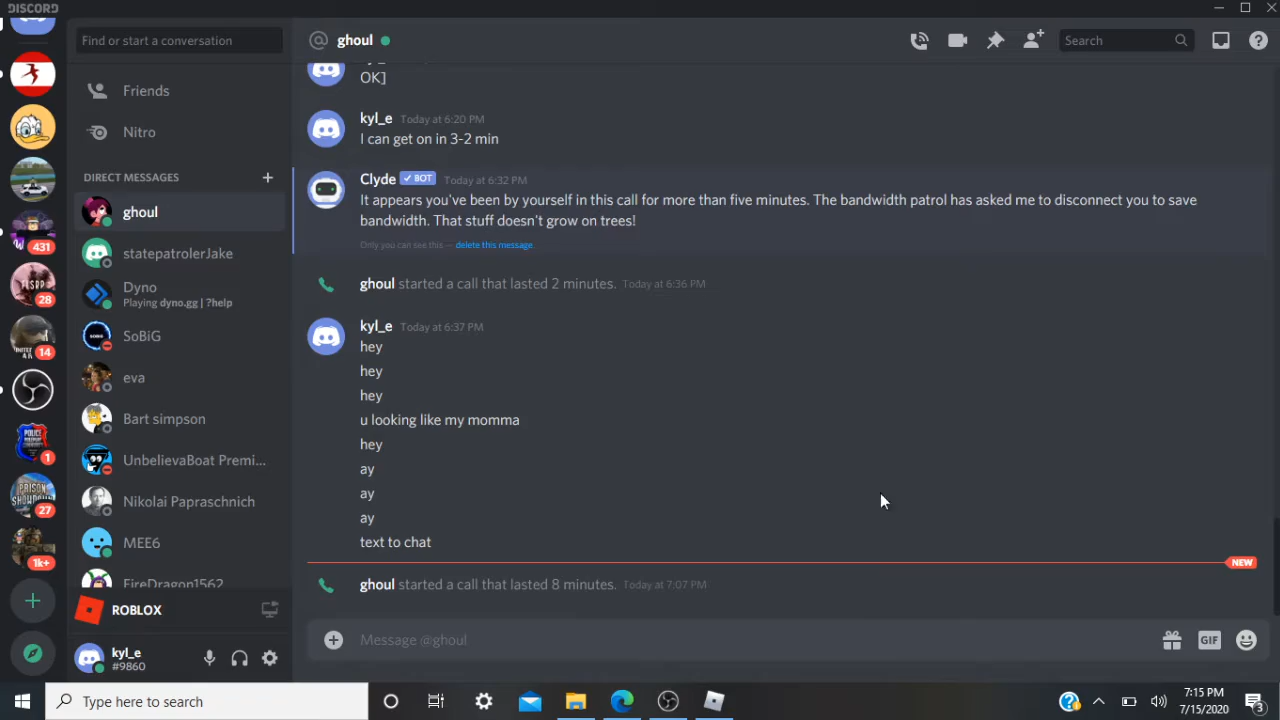 DISCORD
Find or start a conversation
ghoul
Search
Friends
Nitro
DIRECT MESSAGES
ghoul
statepatrolerJake
Dyno
Playing dyno.gg | ?help
SoBiG
eva
Bart simpson
UnbelievaBoat Premi...
Nikolai Papraschnich
MEE6
FireDragon1562
ROBLOX
kyl_e
#9860
431
28
14
1
27
1k+
OK]
kyl_e Today at 6:20 PM
I can get on in 3-2 min
Clyde BOT Today at 6:32 PM
It appears you've been by yourself in this call for more than five minutes. The bandwidth patrol has asked me to disconnect you to save
bandwidth. That stuff doesn't grow on trees!
Only you can see this — delete this message
ghoul started a call that lasted 2 minutes. Today at 6:36 PM
kyl_e Today at 6:37 PM
hey
hey
hey
u looking like my momma
hey
ay
ay
ay
text to chat
NEW
ghoul started a call that lasted 8 minutes. Today at 7:07 PM
Message @ghoul
GIF
Type here to search
7:15 PM
7/15/2020
3